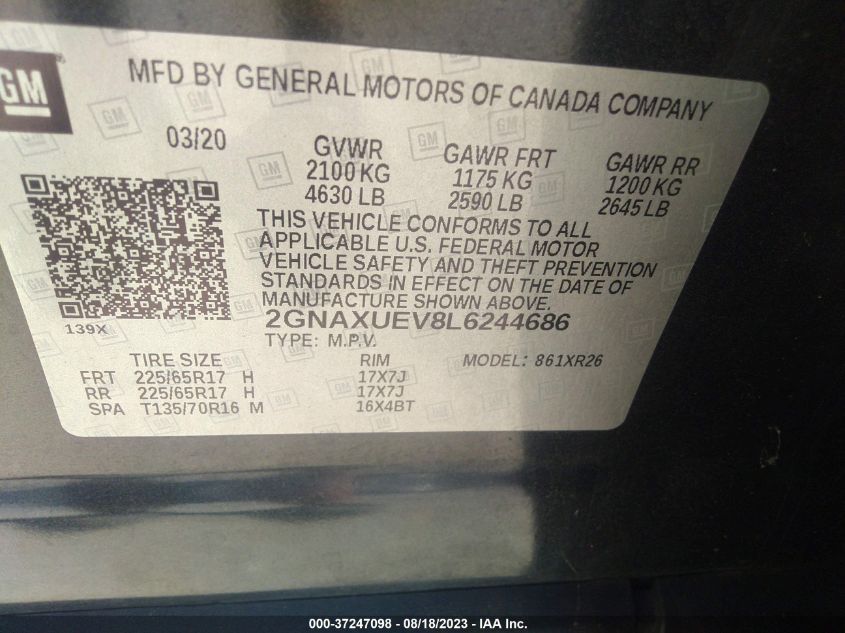 GM
MFD BY GENERAL MOTORS OF CANADA COMPANY
03/20
GVWR
2100 KG
4630 LB
GAWR FRT
1175 KG
2590 LB
GAWR RR
1200 KG
2645 LB
THIS VEHICLE CONFORMS TO ALL
APPLICABLE U.S. FEDERAL MOTOR
VEHICLE SAFETY AND THEFT PREVENTION
STANDARDS IN EFFECT ON THE DATE OF
MANUFACTURE SHOWN ABOVE.
139X
2GNAXUEV8L6244686
TYPE: M.P.V.
TIRE SIZE RIM MODEL: 861XR26
FRT 225/65R17 H 17X7J
RR 225/65R17 H 17X7J
SPA T135/70R16 M 16X4BT
000-37247098 - 08/18/2023 - IAA Inc.